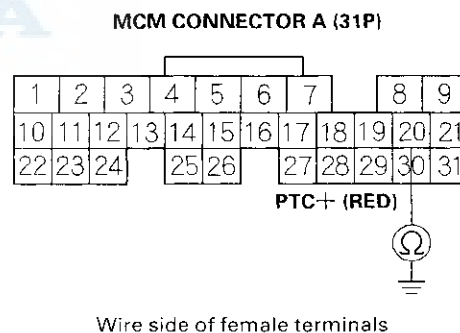 MCM CONNECTOR A (31P)
1 2 3 4 5 6 7 8 9
10 11 12 13 14 15 16 17 18 19 20 21
22 23 24 25 26 27 28 29 30 31
PTC+ (RED)
Ω
Wire side of female terminals